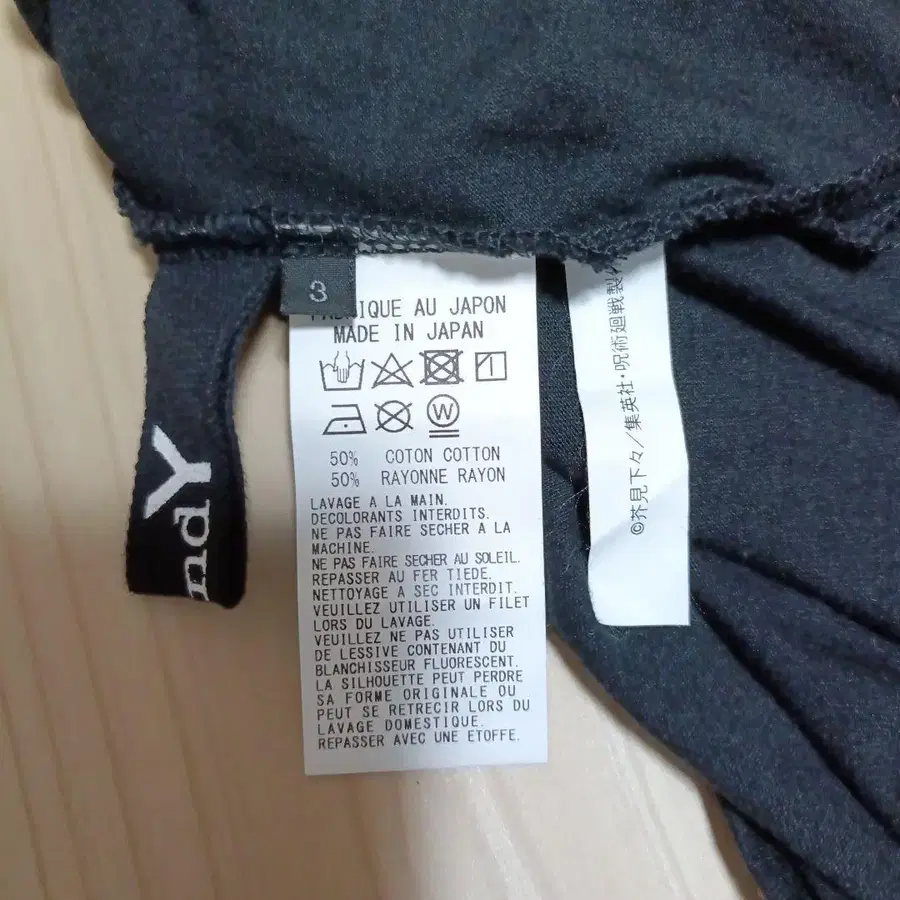 3
FABRIQUE AU JAPON
MADE IN JAPAN
W
50% COTON COTTON
50% RAYONNE RAYON
LAVAGE A LA MAIN.
DECOLORANTS INTERDITS.
NE PAS FAIRE SECHER A LA
MACHINE.
NE PAS FAIRE SECHER AU SOLEIL.
REPASSER AU FER TIEDE.
NETTOYAGE A SEC INTERDIT.
VEUILLEZ UTILISER UN FILET
LORS DU LAVAGE.
VEUILLEZ NE PAS UTILISER
DE LESSIVE CONTENANT DU
BLANCHISSEUR FLUORESCENT.
LA SILHOUETTE PEUT PERDRE
SA FORME ORIGINALE OU
PEUT SE RETRECIR LORS DU
LAVAGE DOMESTIQUE.
REPASSER AVEC UNE ETOFFE.
Y
nd
©芥見下々/集英社・呪術廻戦製